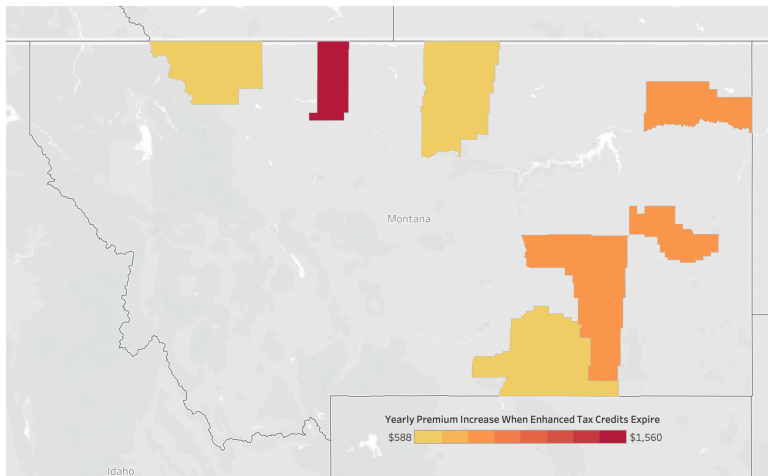 Montana
Yearly Premium Increase When Enhanced Tax Credits Expire
$588 $1,560
Idaho